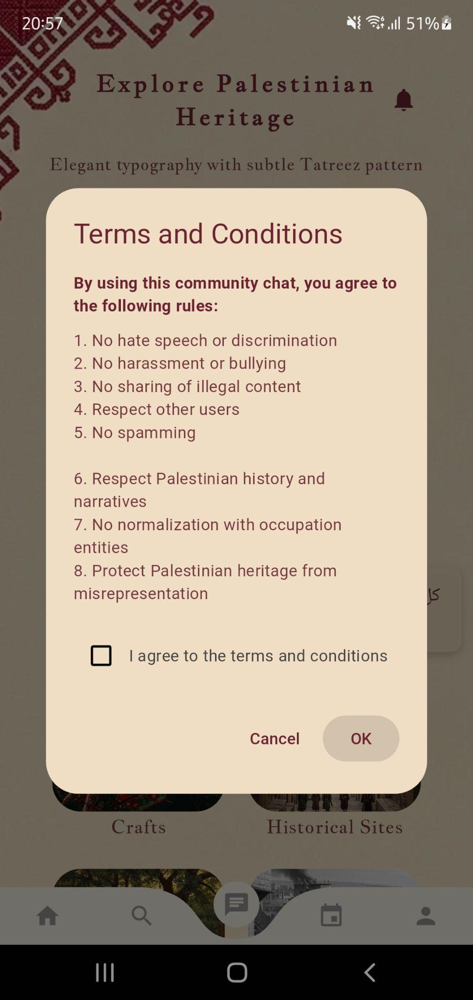 20:57
6
51%
Explore Palestinian
Heritage
Elegant typography with subtle Tatreez pattern
Terms and Conditions
By using this community chat, you agree to
the following rules:
1. No hate speech or discrimination
2. No harassment or bullying
3. No sharing of illegal content
4. Respect other users
5. No spamming
6. Respect Palestinian history and
narratives
7. No normalization with occupation
entities
8. Protect Palestinian heritage from
misrepresentation
كل
I agree to the terms and conditions
Cancel OK
Crafts Historical Sites